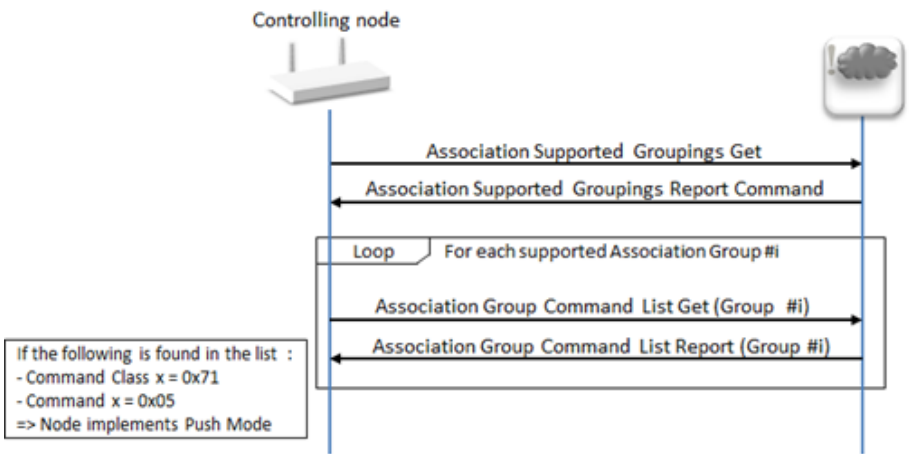 Controlling node
Association Supported Groupings Get
Association Supported Groupings Report Command
Loop
For each supported Association Group #i
Association Group Command List Get (Group #i)
Association Group Command List Report (Group #i)
If the following is found in the list :
- Command Class x = 0x71
- Command x = 0x05
=> Node implements Push Mode